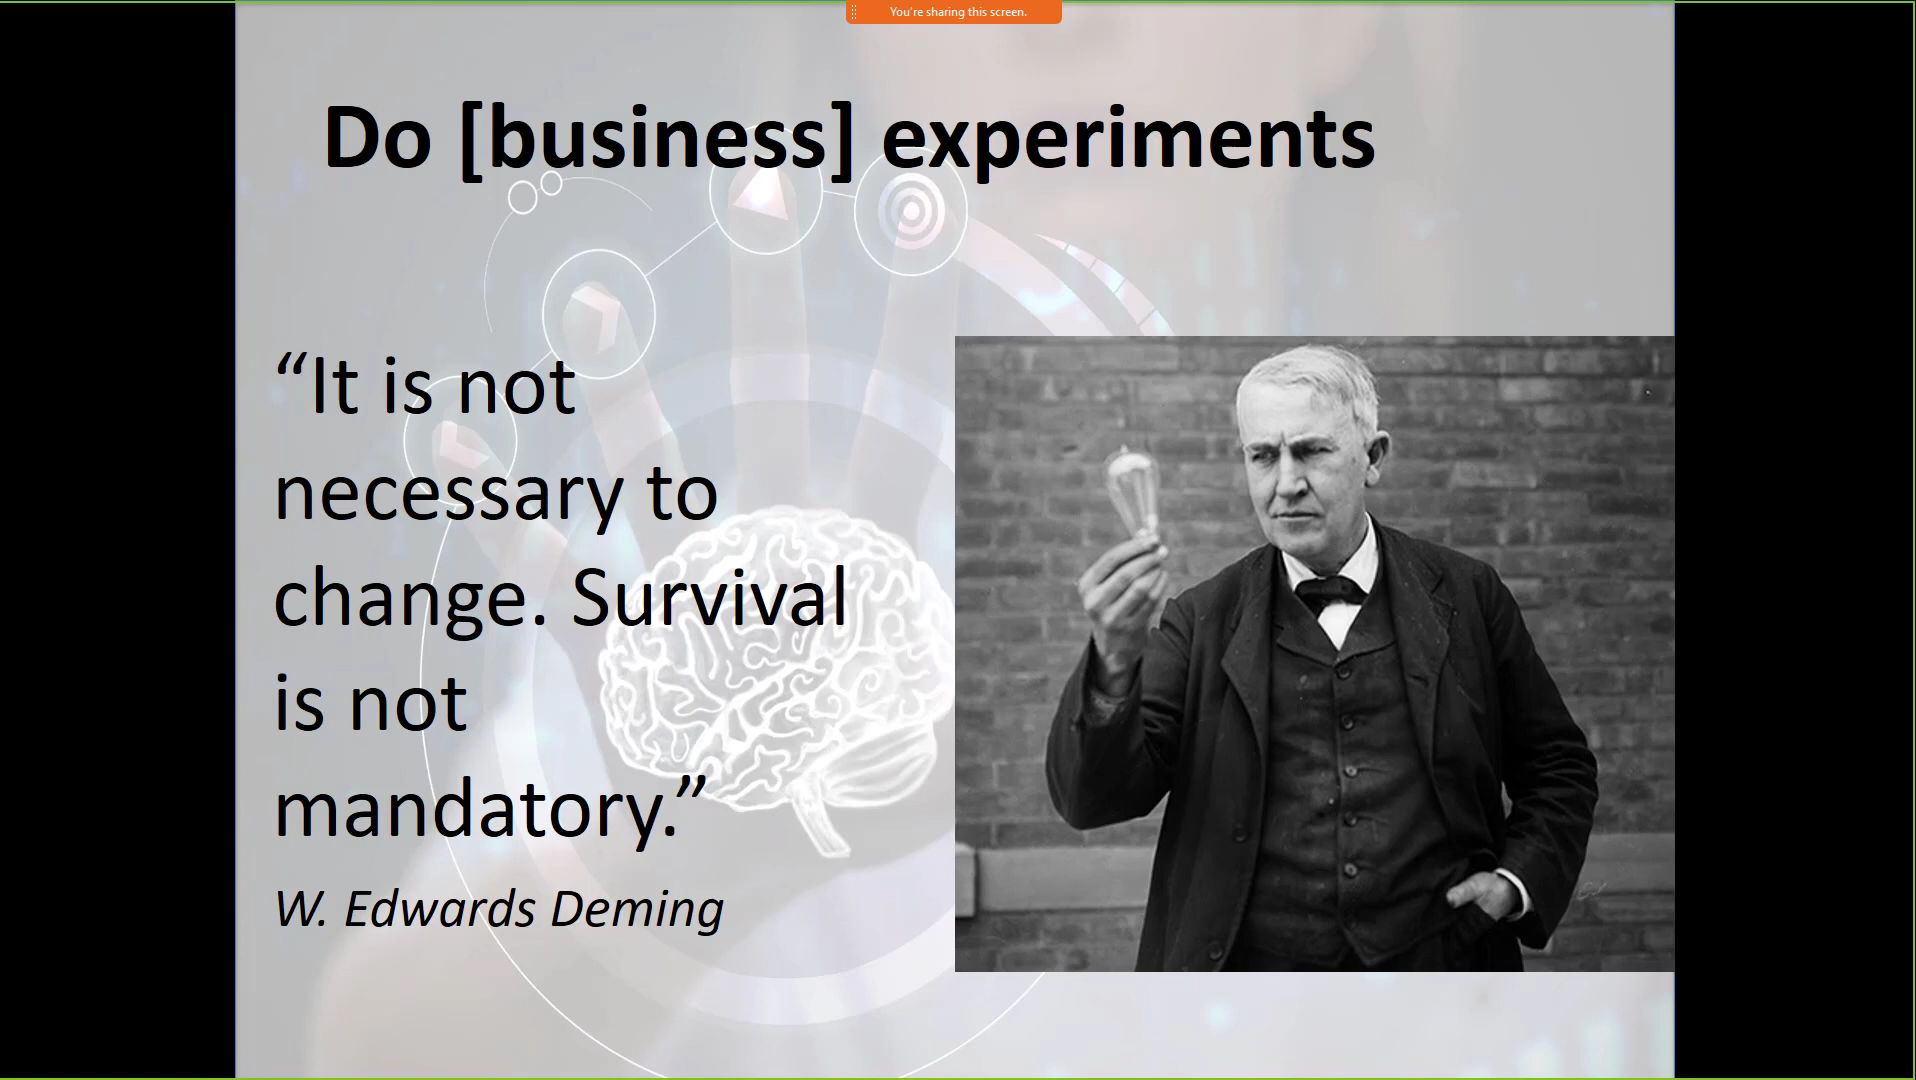 You're sharing this screen.
Do [business] experiments
“It is not
necessary to
change. Survival
is not
mandatory.”
W. Edwards Deming